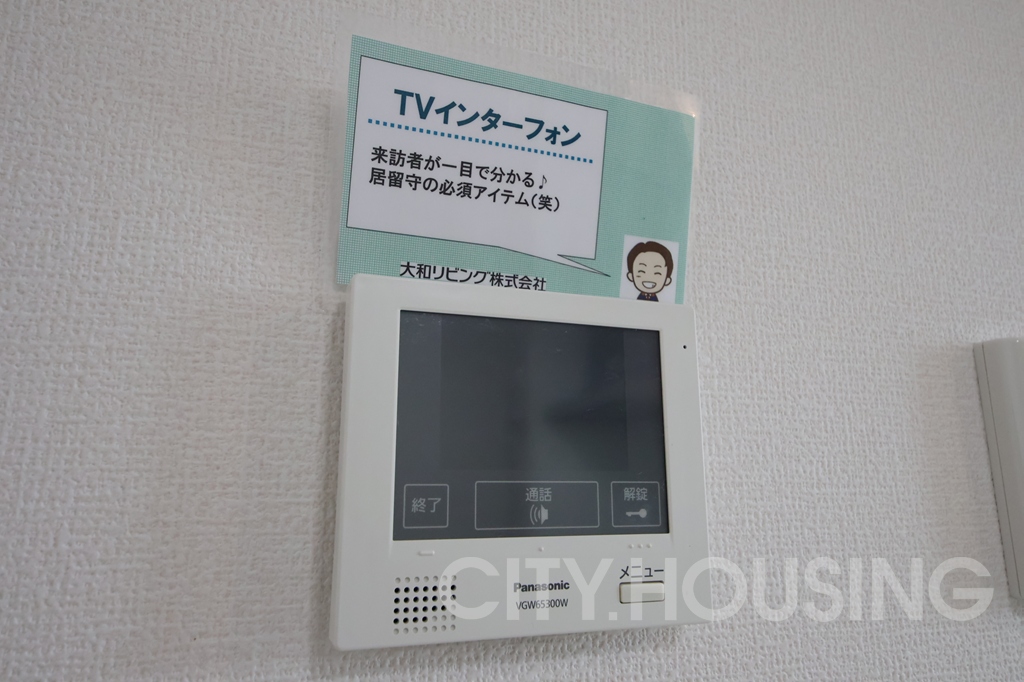 TVインターフォン
来訪者が一目で分かる♪
居留守の必須アイテム(笑)
大和リビング株式会社
終了
通話
解錠
メニュー
Panasonic
VGW65300W
CITY.HOUSING